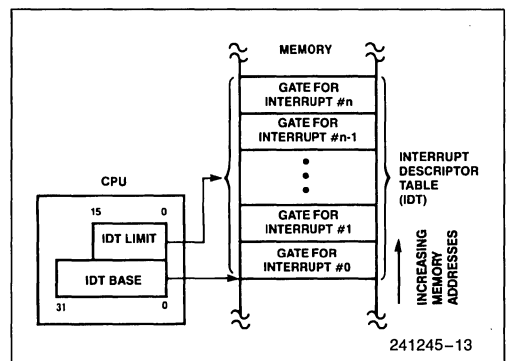 MEMORY
GATE FOR
INTERRUPT #n
GATE FOR
INTERRUPT #n-1
INTERRUPT
DESCRIPTOR
TABLE
(IDT)
CPU
15 0
IDT LIMIT
GATE FOR
INTERRUPT #1
GATE FOR
INTERRUPT #0
IDT BASE
31 0
INCREASING
MEMORY
ADDRESSES
241245-13